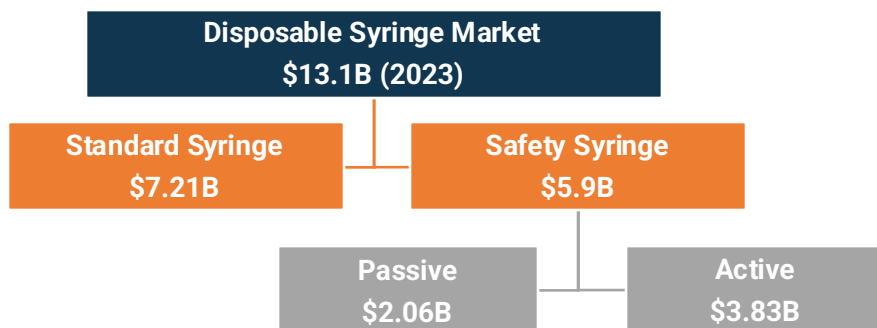 Disposable Syringe Market
$13.1B (2023)
Standard Syringe
$7.21B
Safety Syringe
$5.9B
Passive
$2.06B
Active
$3.83B